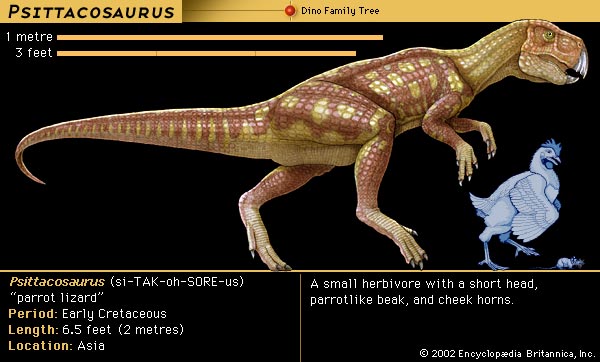 PSITTACOSAURUS
Dino Family Tree
1 metre
3 feet
Psittacosaurus (si-TAK-oh-SORE-us)
“parrot lizard”
Period: Early Cretaceous
Length: 6.5 feet (2 metres)
Location: Asia
A small herbivore with a short head,
parrotlike beak, and cheek horns.
© 2002 Encyclopædia Britannica, Inc.